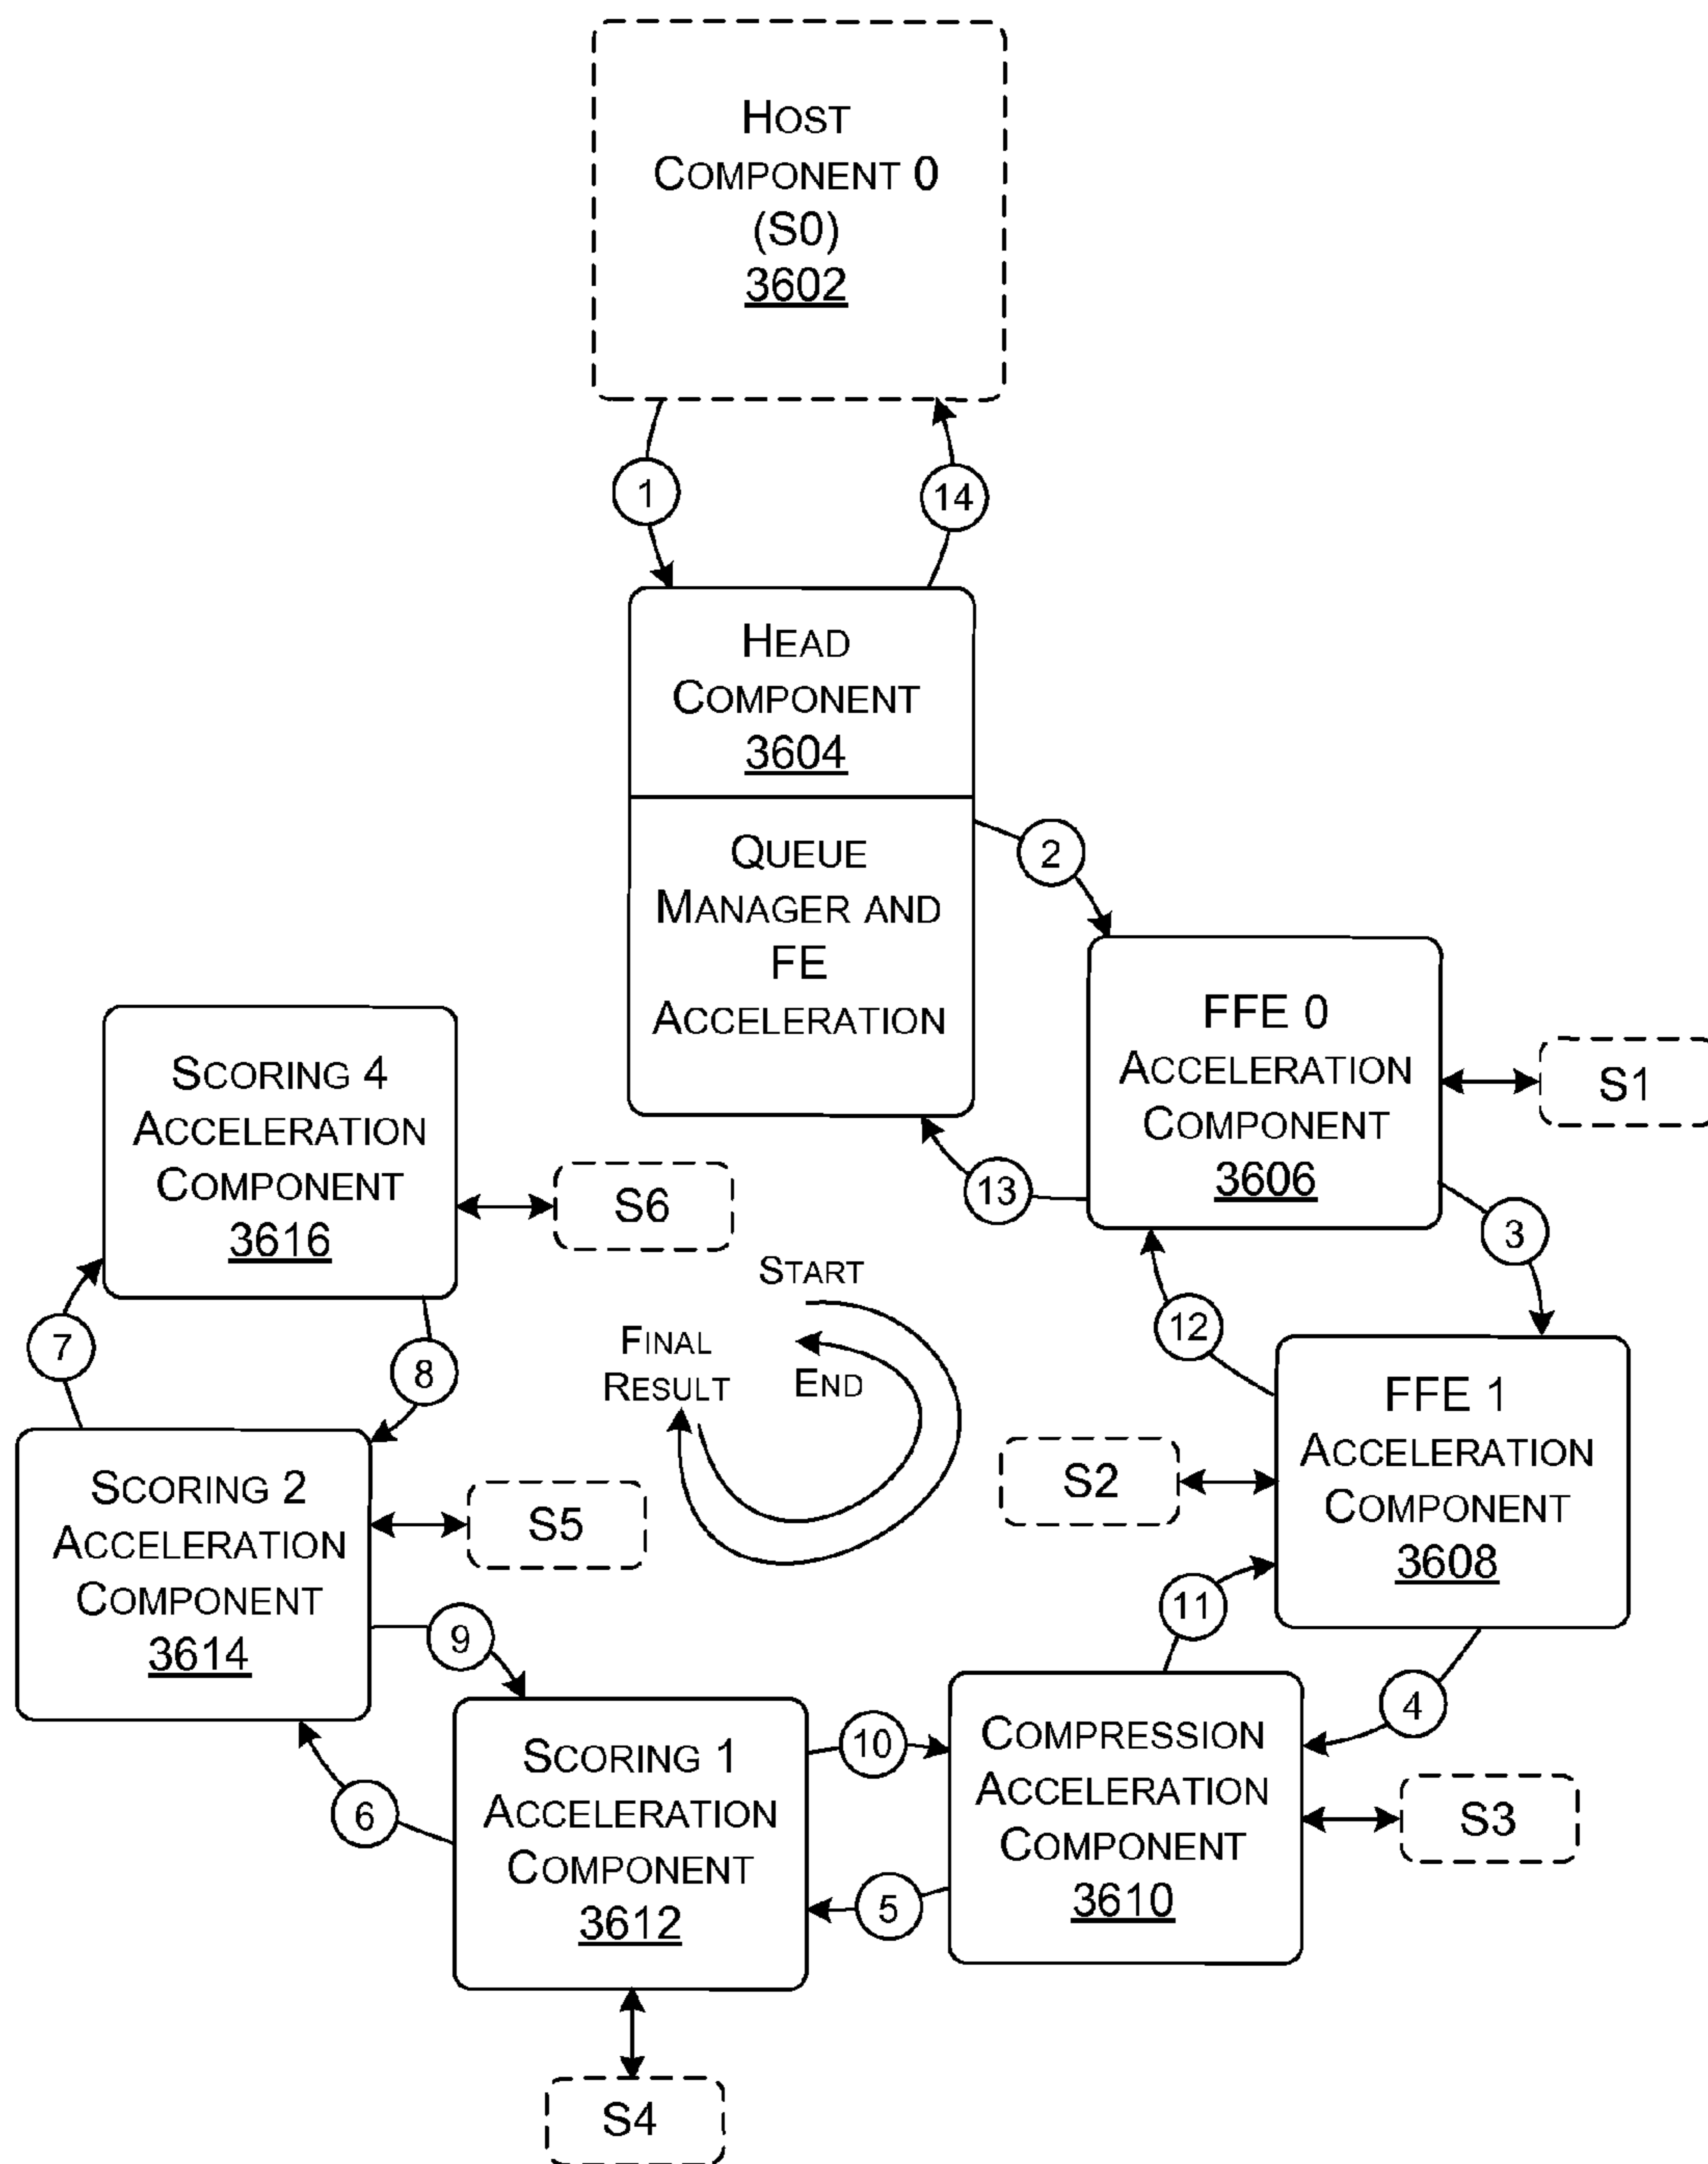 HOST
COMPONENT 0
(S0)
3602
1
14
HEAD
COMPONENT
3604
QUEUE
MANAGER AND
FE
ACCELERATION
2
FFE 0
ACCELERATION
COMPONENT
3606
S1
13
3
SCORING 4
ACCELERATION
COMPONENT
3616
S6
START
FINAL
RESULT
END
12
7
8
FFE 1
ACCELERATION
COMPONENT
3608
S2
SCORING 2
ACCELERATION
COMPONENT
3614
S5
11
9
4
6
SCORING 1
ACCELERATION
COMPONENT
3612
10
5
COMPRESSION
ACCELERATION
COMPONENT
3610
S3
S4